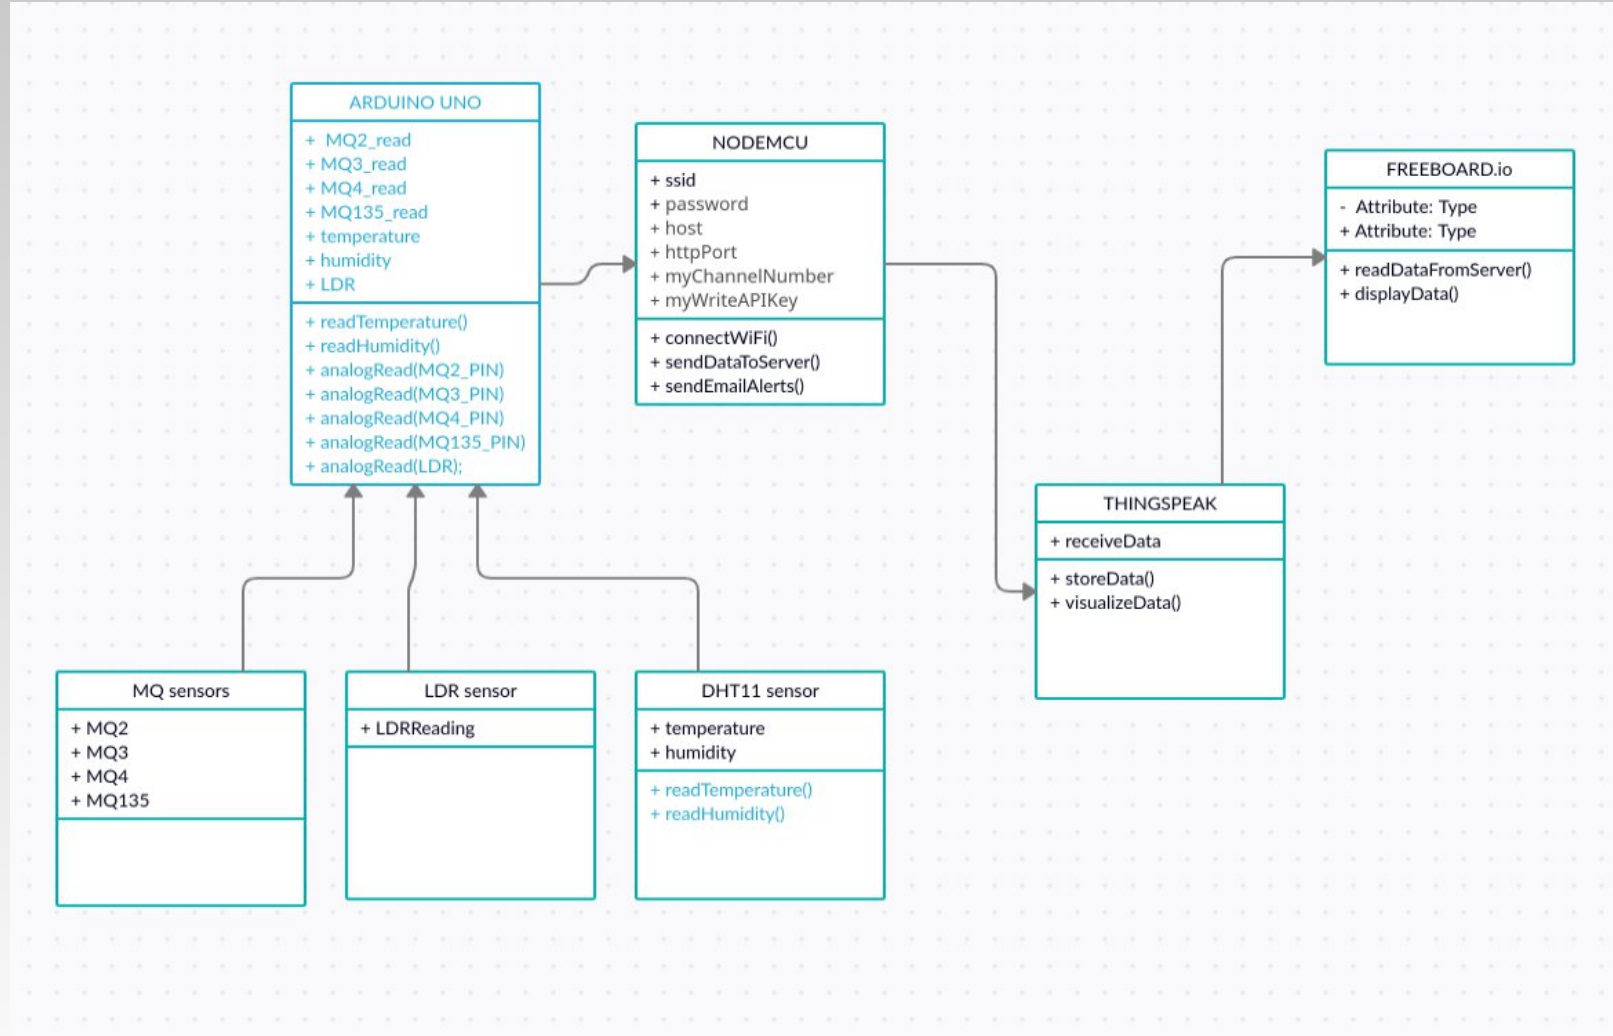 ARDUINO UNO
+ MQ2_read
+ MQ3_read
+ MQ4_read
+ MQ135_read
+ temperature
+ humidity
+ LDR
+ readTemperature()
+ readHumidity()
+ analogRead(MQ2_PIN)
+ analogRead(MQ3_PIN)
+ analogRead(MQ4_PIN)
+ analogRead(MQ135_PIN)
+ analogRead(LDR);
NODEMCU
+ ssid
+ password
+ host
+ httpPort
+ myChannelNumber
+ myWriteAPIKey
+ connectWiFi()
+ sendDataToServer()
+ sendEmailAlerts()
FREEBOARD.io
- Attribute: Type
+ Attribute: Type
+ readDataFromServer()
+ displayData()
THINGSPEAK
+ receiveData
+ storeData()
+ visualizeData()
MQ sensors
+ MQ2
+ MQ3
+ MQ4
+ MQ135
LDR sensor
+ LDRReading
DHT11 sensor
+ temperature
+ humidity
+ readTemperature()
+ readHumidity()